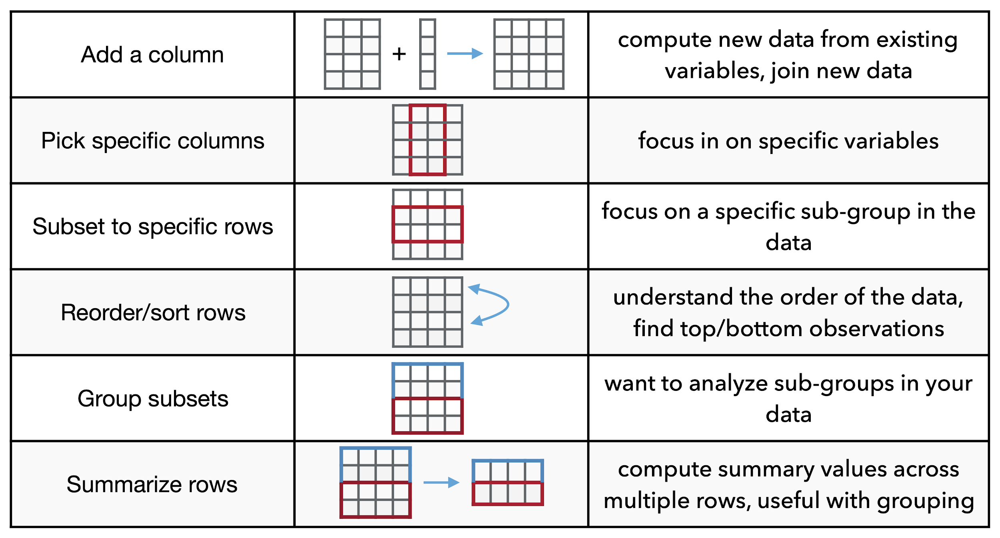 Add a column
+
compute new data from existing
variables, join new data
Pick specific columns
focus in on specific variables
Subset to specific rows
focus on a specific sub-group in the
data
Reorder/sort rows
understand the order of the data,
find top/bottom observations
Group subsets
want to analyze sub-groups in your
data
Summarize rows
compute summary values across
multiple rows, useful with grouping